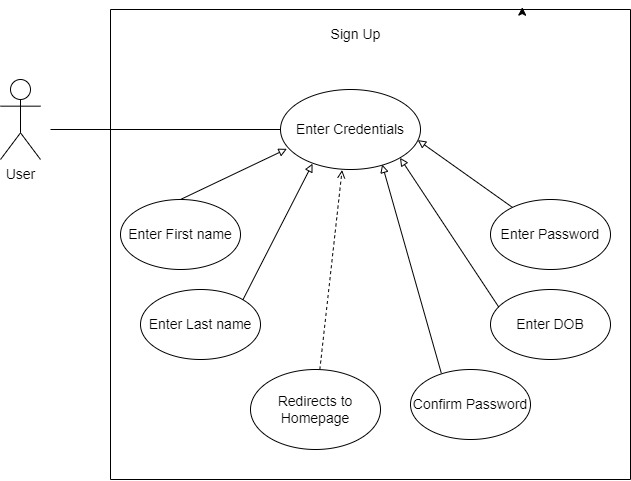 Sign Up
Enter Credentials
User
Enter First name
Enter Password
Enter Last name
Enter DOB
Redirects to
Homepage
Confirm Password